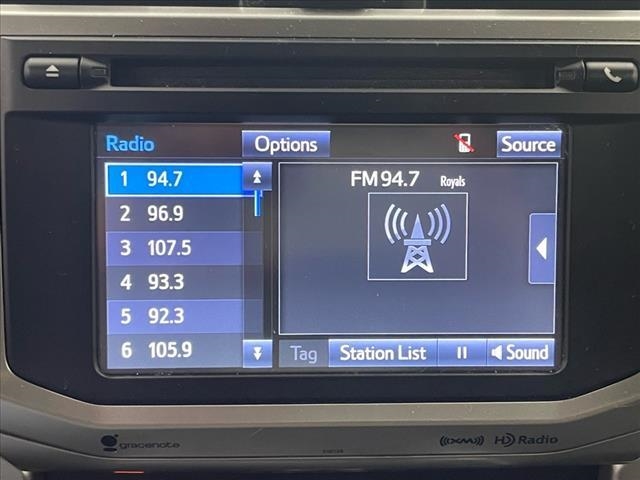 Radio Options Source
1 94.7
2 96.9
3 107.5
4 93.3
5 92.3
6 105.9
FM 94.7 Royals
Tag Station List Sound
gracenote ((XM)) HD Radio